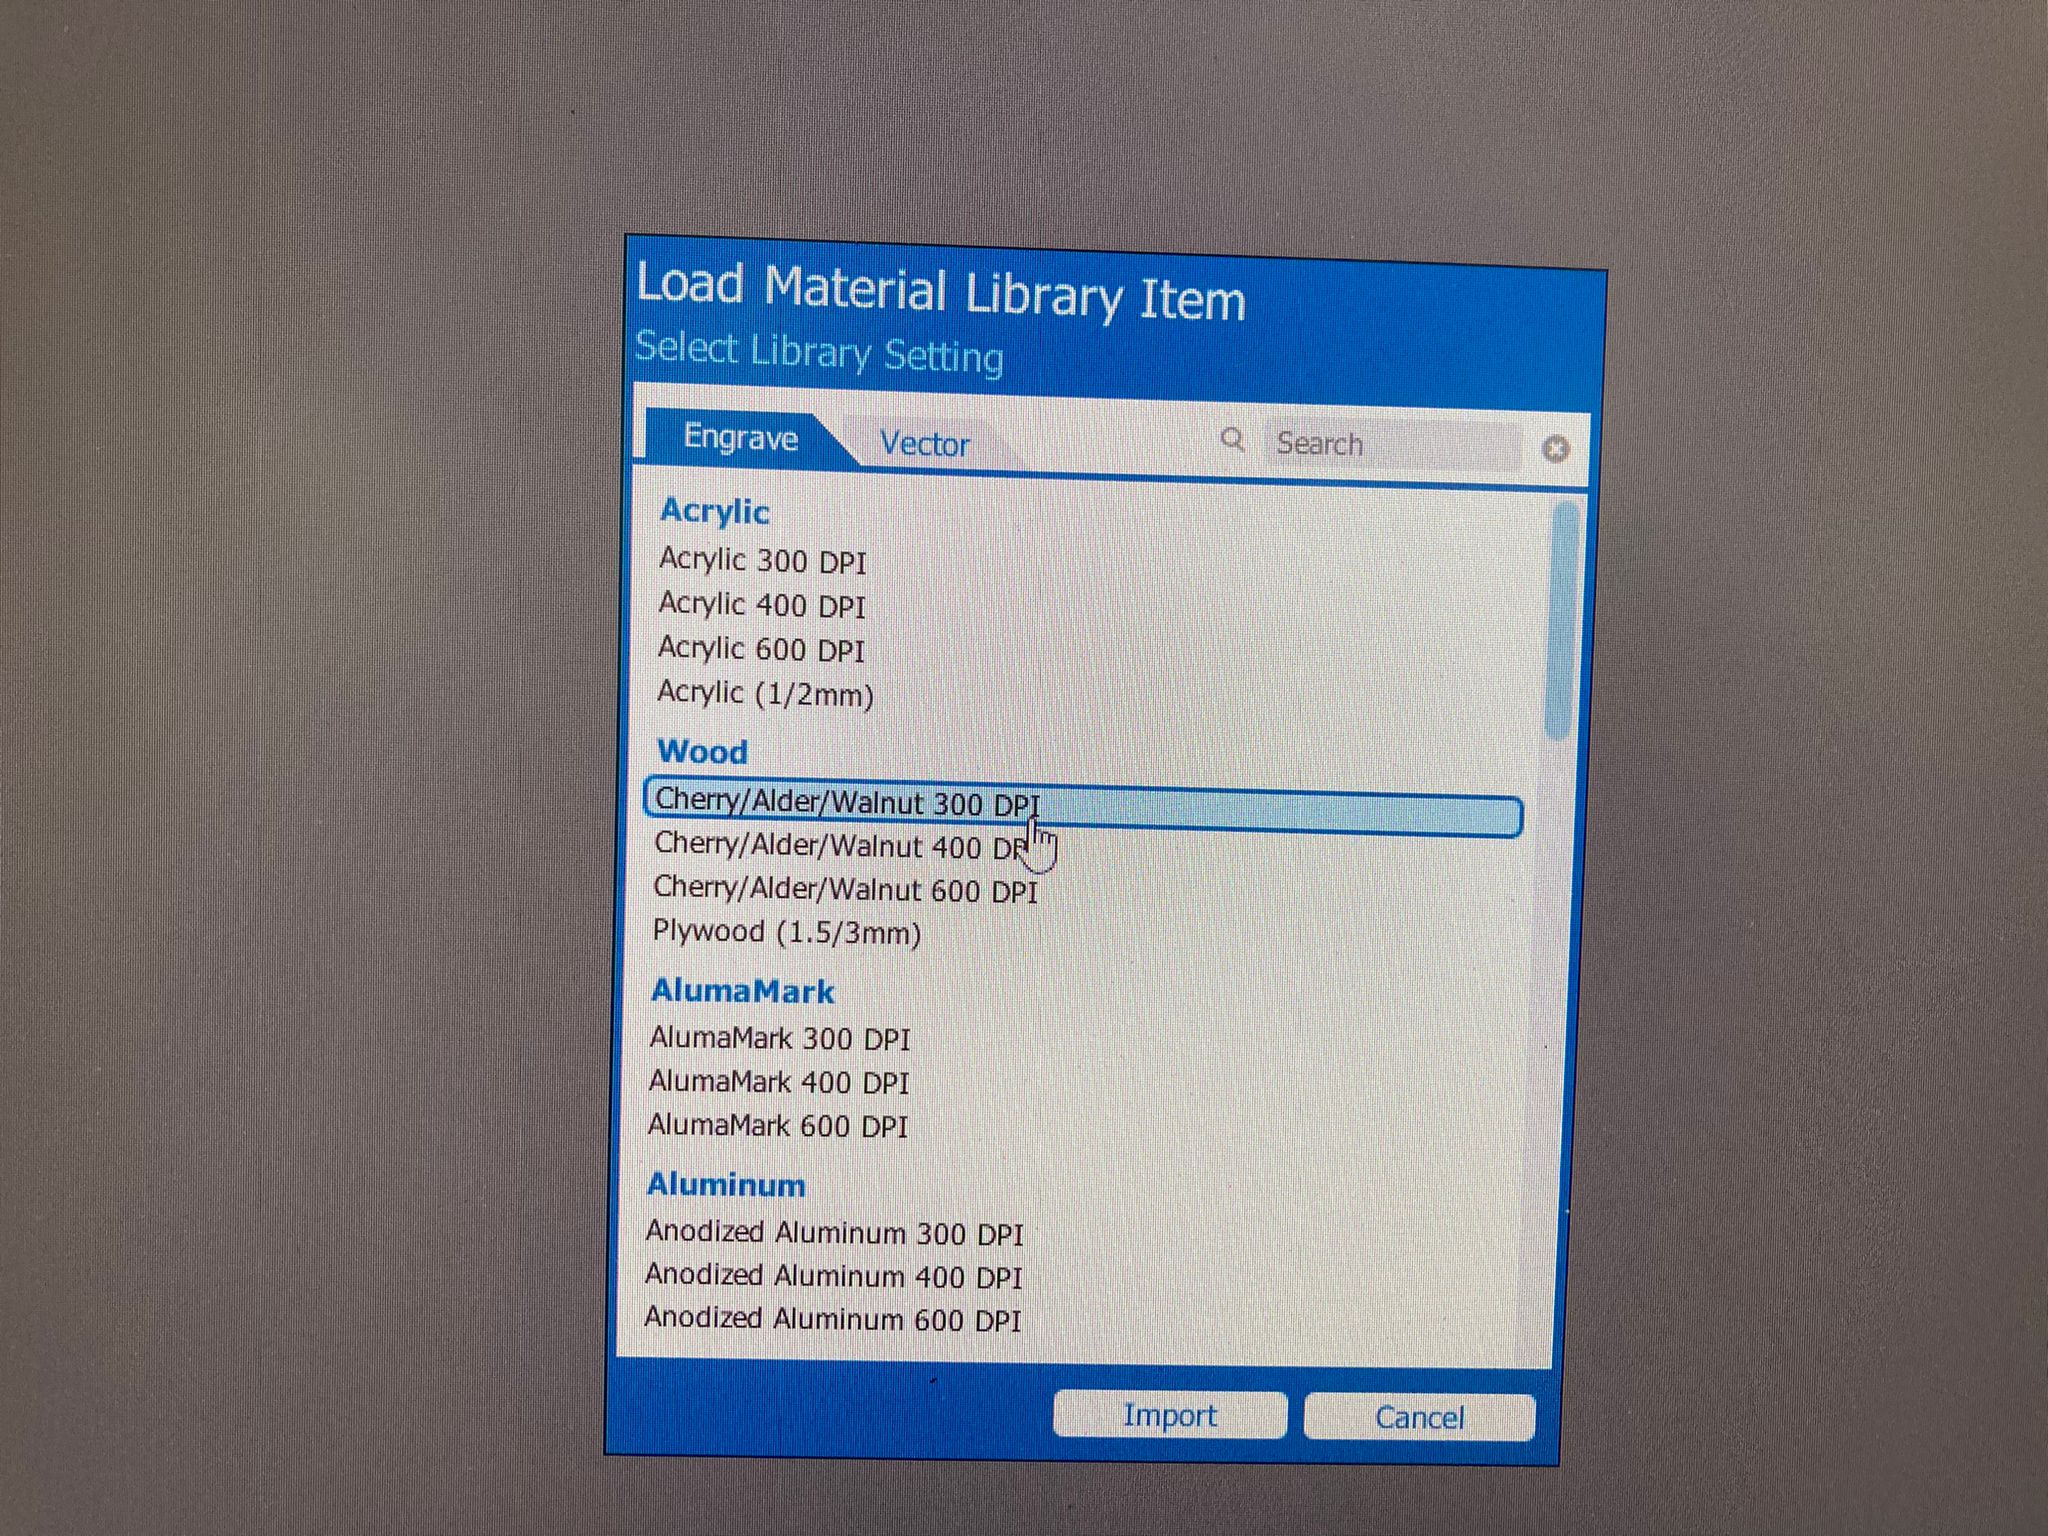 Load Material Library Item
Select Library Setting
Engrave
Vector
Search
Acrylic
Acrylic 300 DPI
Acrylic 400 DPI
Acrylic 600 DPI
Acrylic (1/2mm)
Wood
Cherry/Alder/Walnut 300 DPI
Cherry/Alder/Walnut 400 DPI
Cherry/Alder/Walnut 600 DPI
Plywood (1.5/3mm)
AlumaMark
AlumaMark 300 DPI
AlumaMark 400 DPI
AlumaMark 600 DPI
Aluminum
Anodized Aluminum 300 DPI
Anodized Aluminum 400 DPI
Anodized Aluminum 600 DPI
Import
Cancel